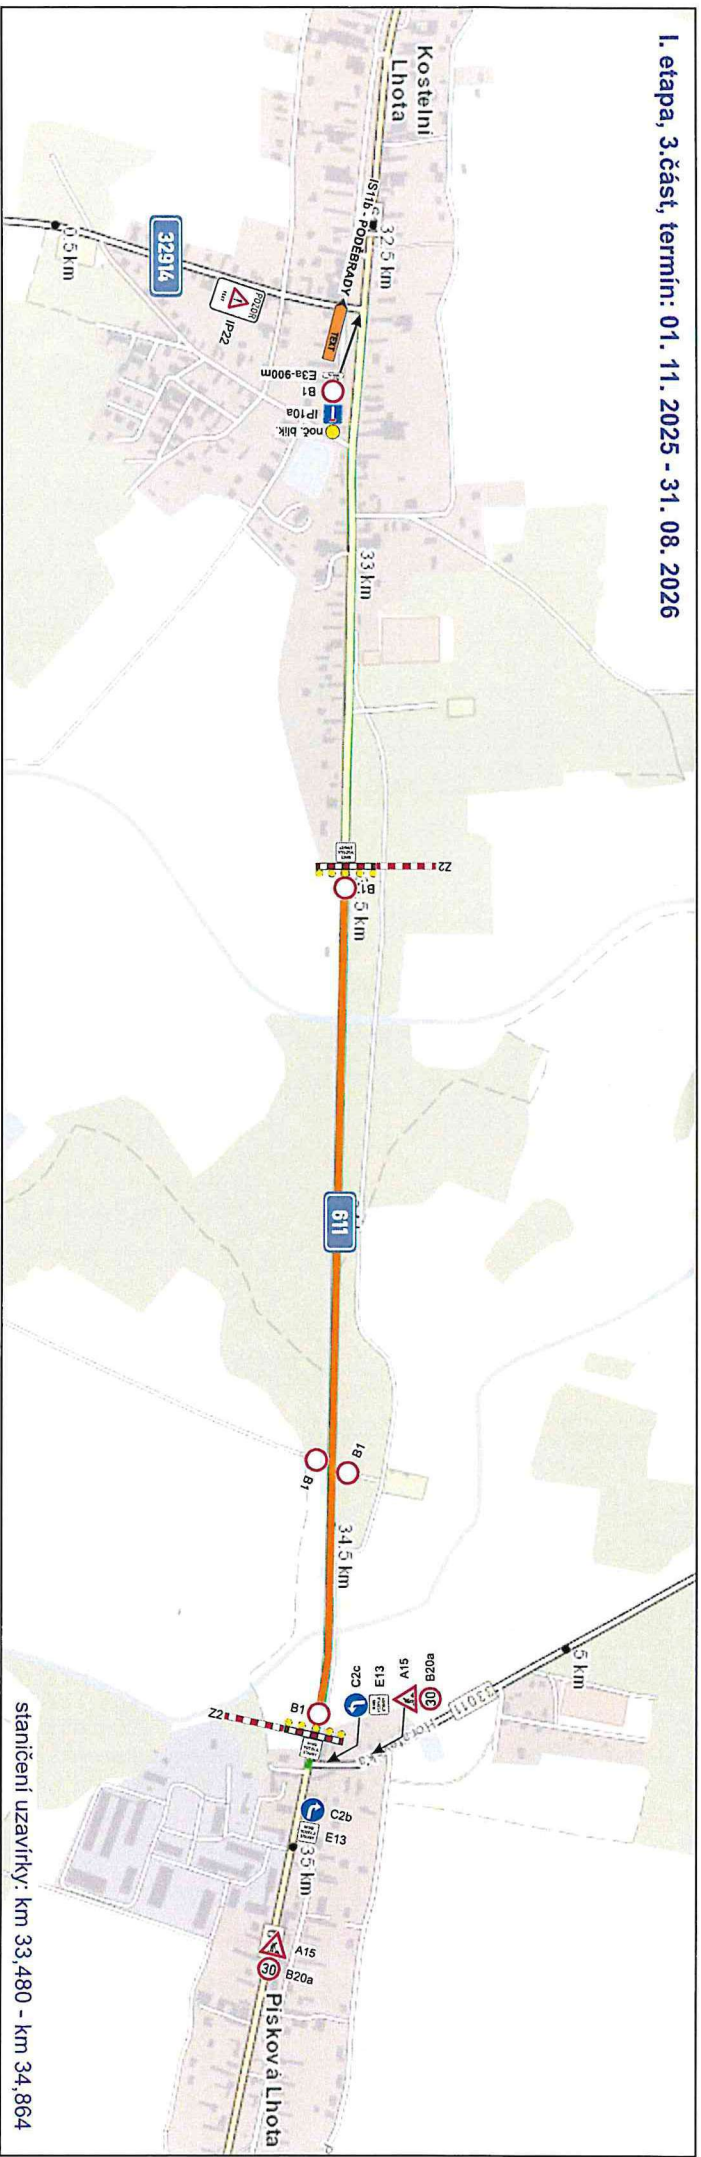 I. etapa, 3.část, termín: 01. 11. 2025 - 31. 08. 2026
Kostelní
Lhota
32.5 km
IS11b - PODĚBRADY
TEXT
0.5 km
32914
POZOR
IP22
E3a-900m
B1
IP10a
noč. blik.
33 km
Z2
B1
5 km
611
B1
B1
34.5 km
5 km
B20a
30
A15
E13
C2c
B1
Z2
C2b
E13
35 km
A15
B20a
30
Písková Lhota
staničení uzavírky: km 33,480 - km 34,864